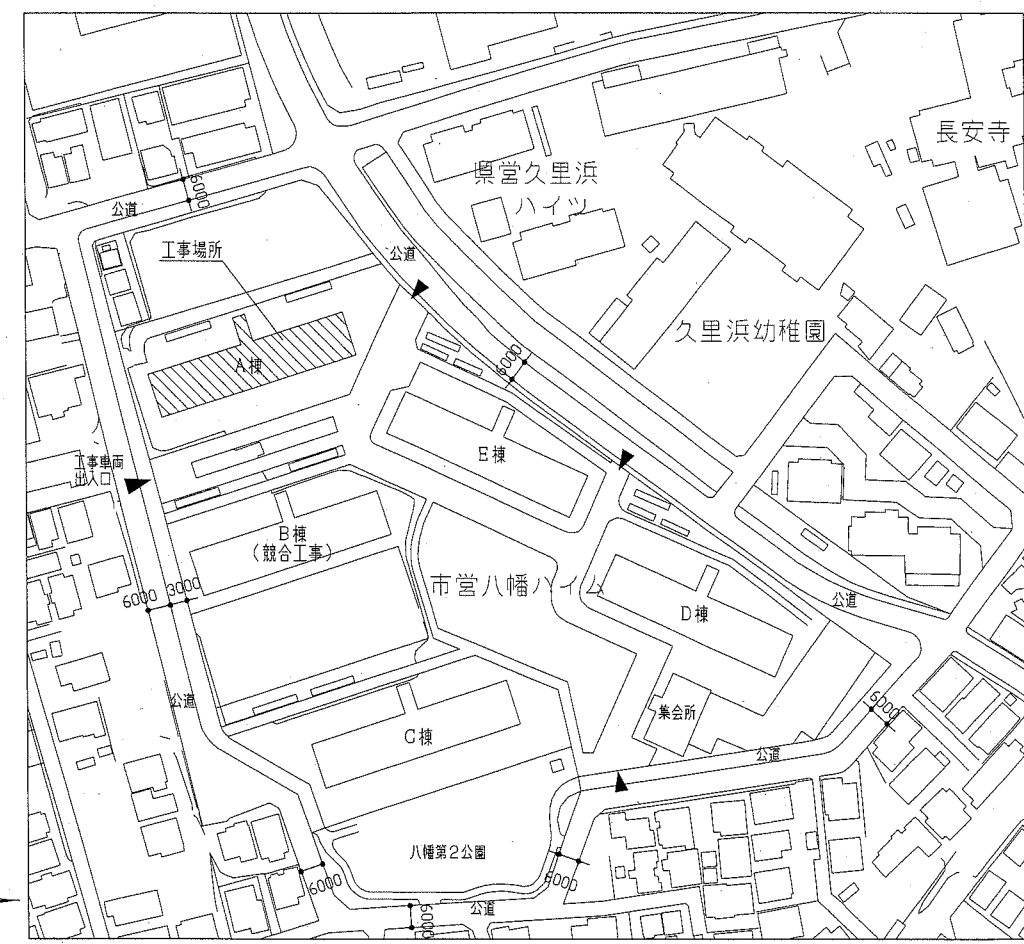 長安寺
県営久里浜
ハイツ
6000
公道
工事場所
公道
久里浜幼稚園
6000
A棟
E棟
工事車両
出入口
B棟
(競合工事)
市営八幡ハイム
6000
3000
D棟
公道
公道
集会所
6000
C棟
公道
八幡第2公園
6000
6000
公道
6000